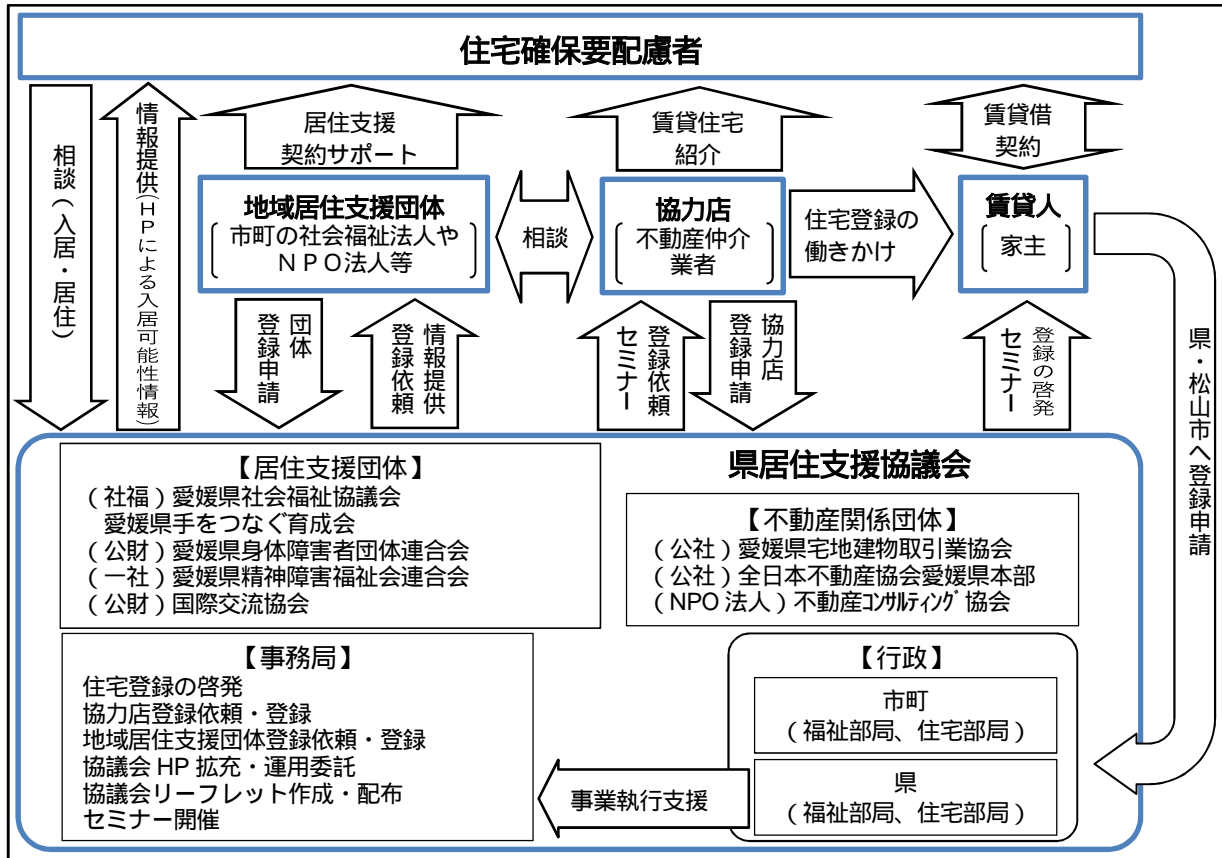 住宅確保要配慮者
相談(入居・居住)
情報提供(HPによる入居可能性情報)
居住支援
契約サポート
賃貸住宅
紹介
賃貸借
契約
地域居住支援団体
市町の社会福祉法人や
NPO法人等
相談
協力店
不動産仲介
業者
住宅登録の
働きかけ
賃貸人
家主
団体
登録申請
情報提供
登録依頼
登録依頼
セミナー
協力店
登録申請
登録の啓発
セミナー
県・松山市へ登録申請
県居住支援協議会
【居住支援団体】
(社福)愛媛県社会福祉協議会
愛媛県手をつなぐ育成会
(公財)愛媛県身体障害者団体連合会
(一社)愛媛県精神障害福祉会連合会
(公財)国際交流協会
【不動産関係団体】
(公社)愛媛県宅地建物取引業協会
(公社)全日本不動産協会愛媛県本部
(NPO法人)不動産コンサルティング協会
【事務局】
住宅登録の啓発
協力店登録依頼・登録
地域居住支援団体登録依頼・登録
協議会HP拡充・運用委託
協議会リーフレット作成・配布
セミナー開催
事業執行支援
【行政】
市町
(福祉部局、住宅部局)
県
(福祉部局、住宅部局)